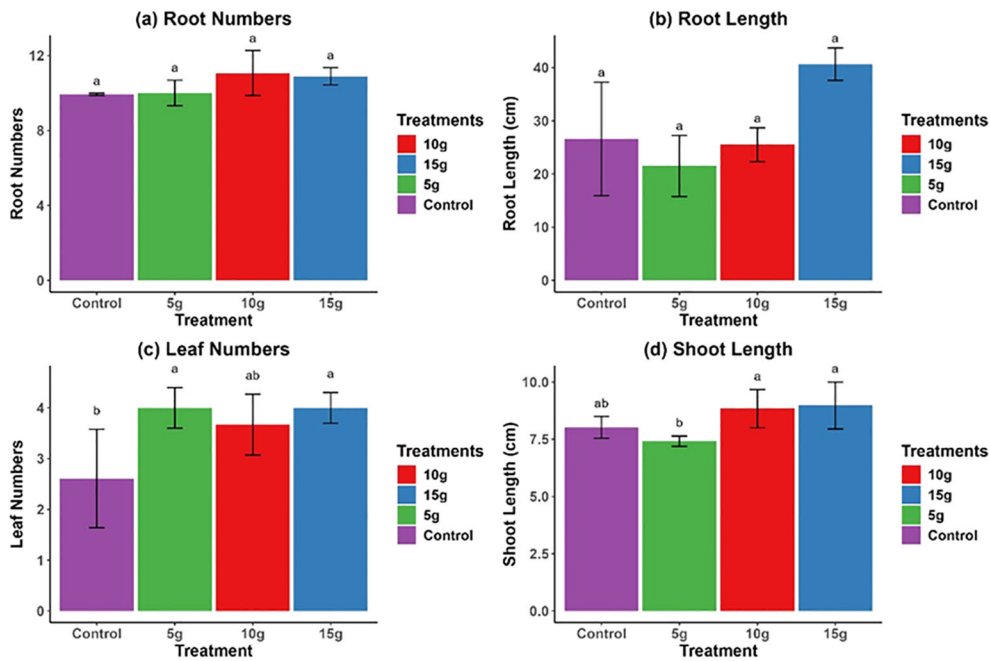 (a) Root Numbers
a
a
a
a
12
8
4
0
Root Numbers
Control
5g
10g
15g
Treatment
Treatments
10g
15g
5g
Control
(b) Root Length
a
a
a
a
40
30
20
10
0
Root Length (cm)
Control
5g
10g
15g
Treatment
Treatments
10g
15g
5g
Control
(c) Leaf Numbers
b
a
ab
a
4
3
2
1
0
Leaf Numbers
Control
5g
10g
15g
Treatment
Treatments
10g
15g
5g
Control
(d) Shoot Length
ab
b
a
a
10.0
7.5
5.0
2.5
0.0
Shoot Length (cm)
Control
5g
10g
15g
Treatment
Treatments
10g
15g
5g
Control